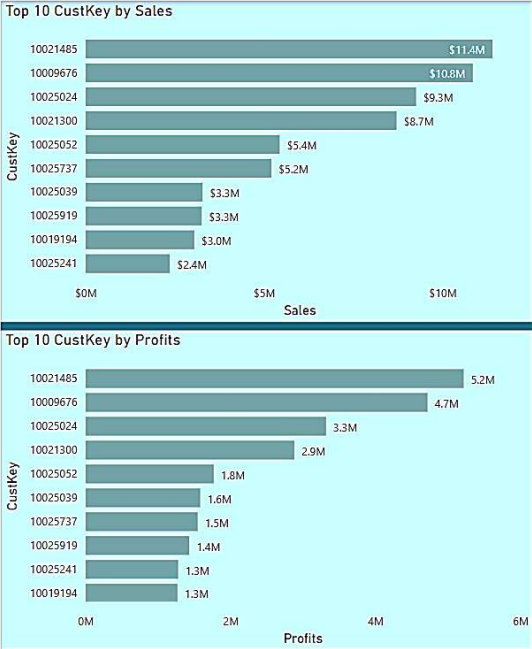 Top 10 CustKey by Sales
CustKey
10021485 $11.4M
10009676 $10.8M
10025024 $9.3M
10021300 $8.7M
10025052 $5.4M
10025737 $5.2M
10025039 $3.3M
10025919 $3.3M
10019194 $3.0M
10025241 $2.4M
$0M $5M $10M
Sales
Top 10 CustKey by Profits
CustKey
10021485 5.2M
10009676 4.7M
10025024 3.3M
10021300 2.9M
10025052 1.8M
10025039 1.6M
10025737 1.5M
10025919 1.4M
10025241 1.3M
10019194 1.3M
0M 2M 4M 6M
Profits